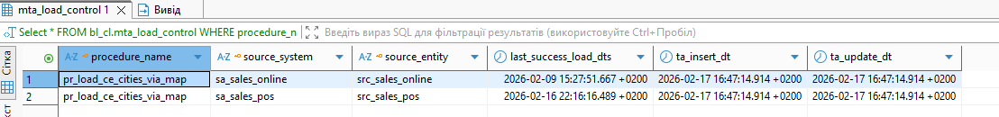 mta_load_control 1 Вивід
Select * FROM bl_cl.mta_load_control WHERE procedure_n Введіть вираз SQL для фільтрації результатів (використовуйте Ctrl+Пробіл)
Сітка
A-Z procedure_name A-Z source_system A-Z source_entity last_success_load_dts ta_insert_dt ta_update_dt
1 pr_load_ce_cities_via_map sa_sales_online src_sales_online 2026-02-09 15:27:51.667 +0200 2026-02-17 16:47:14.914 +0200 2026-02-17 16:47:14.914 +0200
2 pr_load_ce_cities_via_map sa_sales_pos src_sales_pos 2026-02-16 22:16:16.489 +0200 2026-02-17 16:47:14.914 +0200 2026-02-17 16:47:14.914 +0200